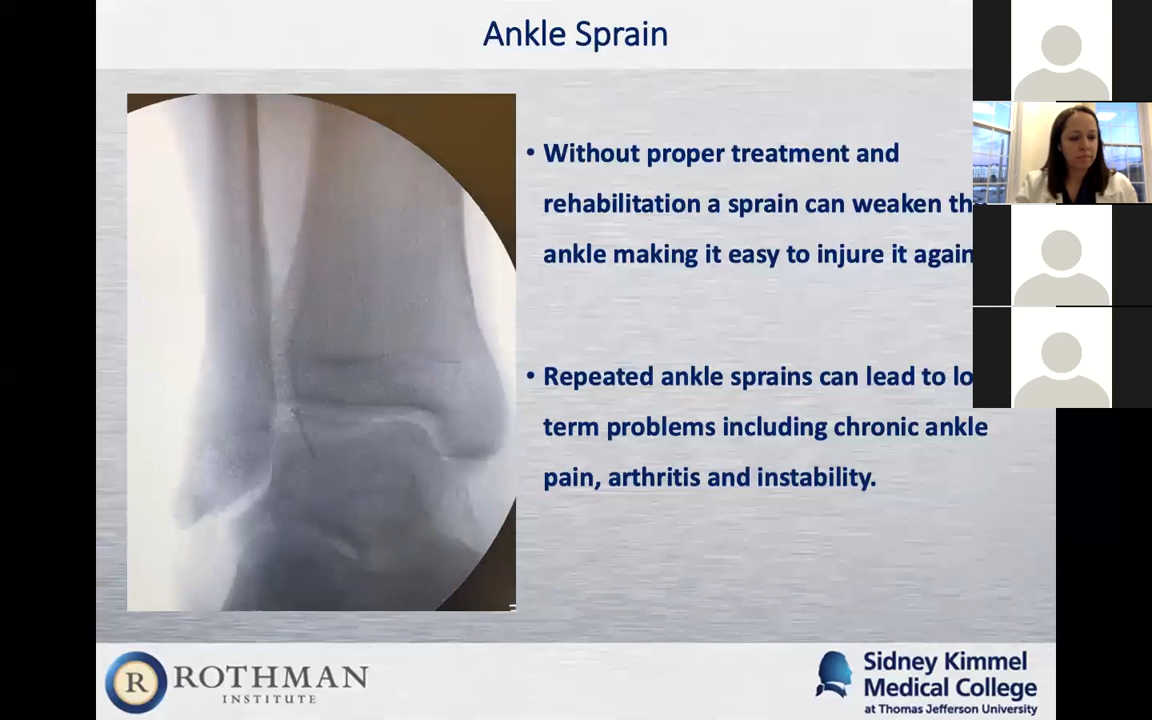 Ankle Sprain
• Without proper treatment and
rehabilitation a sprain can weaken
ankle making it easy to injure it again
• Repeated ankle sprains can lead to
term problems including chronic ankle
pain, arthritis and instability.
R ROTHMAN
INSTITUTE
Sidney Kimmel
Medical College
at Thomas Jefferson University